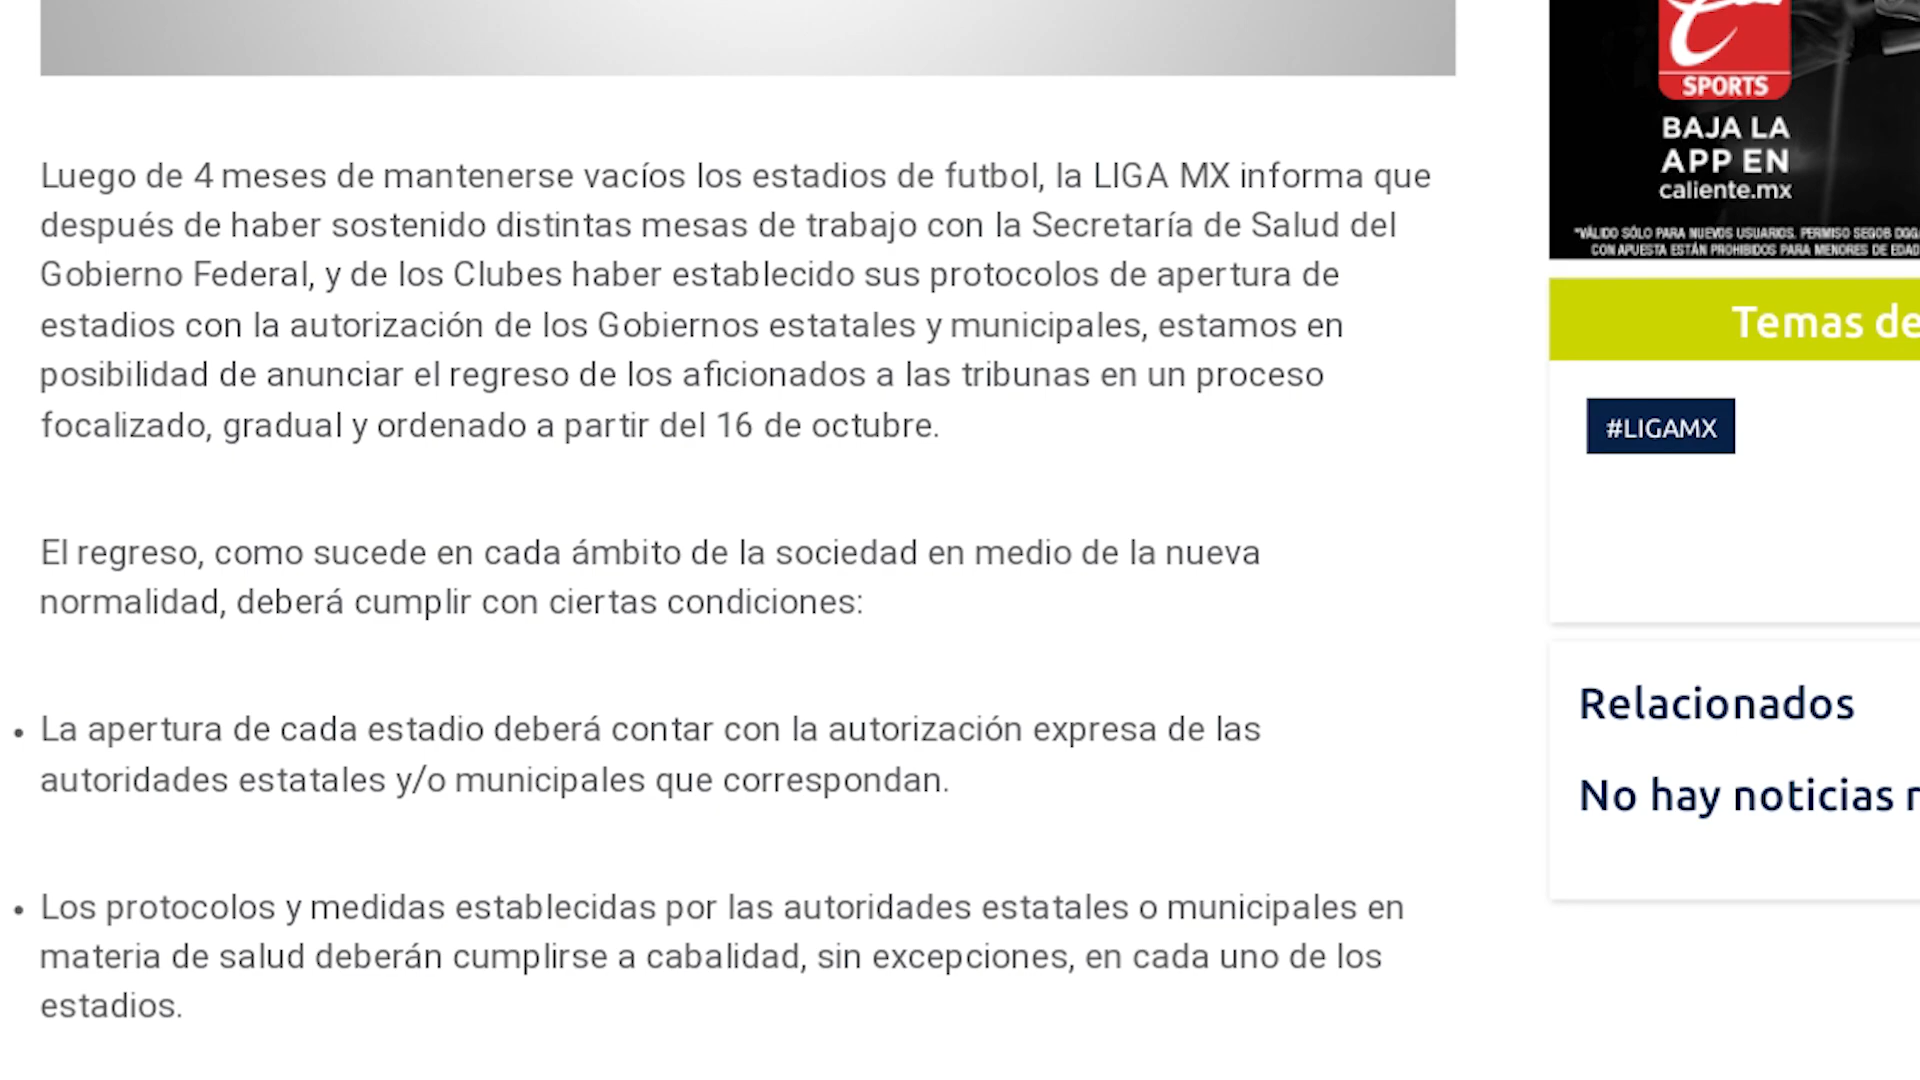 Luego de 4 meses de mantenerse vacíos los estadios de futbol, la LIGA MX informa que
después de haber sostenido distintas mesas de trabajo con la Secretaría de Salud del
Gobierno Federal, y de los Clubes haber establecido sus protocolos de apertura de
estadios con la autorización de los Gobiernos estatales y municipales, estamos en
posibilidad de anunciar el regreso de los aficionados a las tribunas en un proceso
focalizado, gradual y ordenado a partir del 16 de octubre.
El regreso, como sucede en cada ámbito de la sociedad en medio de la nueva
normalidad, deberá cumplir con ciertas condiciones:
• La apertura de cada estadio deberá contar con la autorización expresa de las
autoridades estatales y/o municipales que correspondan.
• Los protocolos y medidas establecidas por las autoridades estatales o municipales en
materia de salud deberán cumplirse a cabalidad, sin excepciones, en cada uno de los
estadios.
SPORTS
BAJA LA
APP EN
caliente.mx
*VÁLIDO SÓLO PARA NUEVOS USUARIOS. PERMISO SEGOB
CON APUESTA ESTÁN PROHIBIDOS PARA MENORES DE EDAD
Temas de
#LIGAMX
Relacionados
No hay noticias